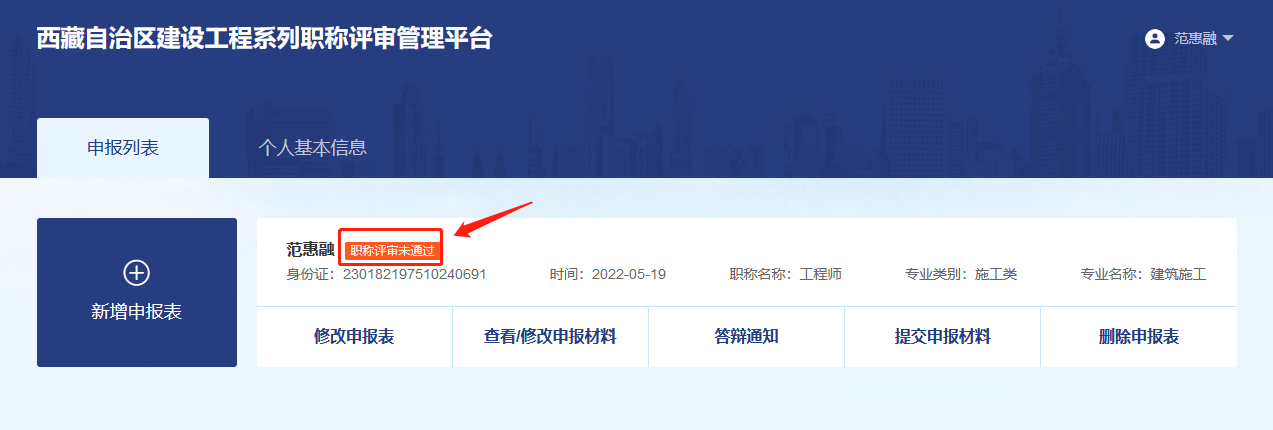 西藏自治区建设工程系列职称评审管理平台
范惠融
申报列表
个人基本信息
新增申报表
范惠融 职称评审未通过
身份证：230182197510240691 时间：2022-05-19 职称名称：工程师 专业类别：施工类 专业名称：建筑施工
修改申报表 查看/修改申报材料 答辩通知 提交申报材料 删除申报表